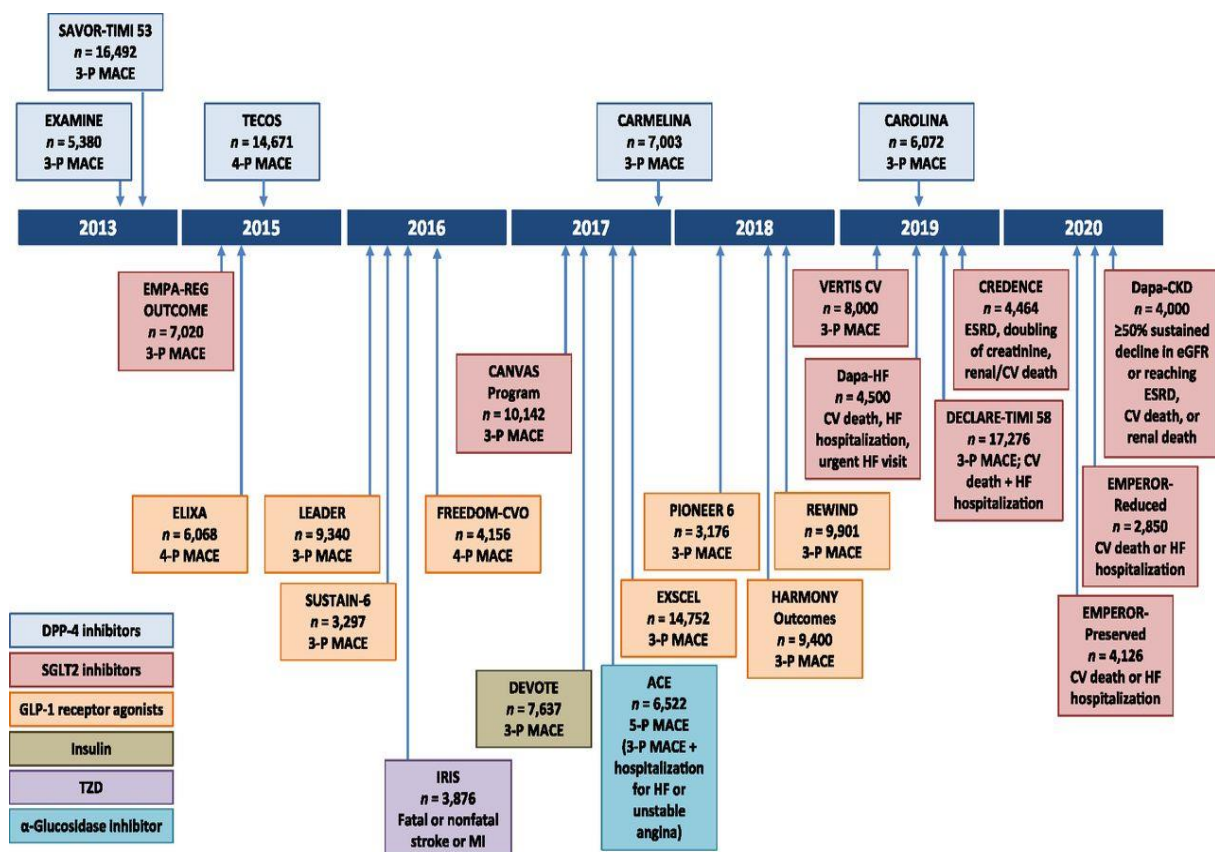 SAVOR-TIMI 53
n = 16,492
3-P MACE
EXAMINE
n = 5,380
3-P MACE
TECOS
n = 14,671
4-P MACE
CARMELINA
n = 7,003
3-P MACE
CAROLINA
n = 6,072
3-P MACE
2013
2015
2016
2017
2018
2019
2020
EMPA-REG
OUTCOME
n = 7,020
3-P MACE
CANVAS
Program
n = 10,142
3-P MACE
VERTIS CV
n = 8,000
3-P MACE
Dapa-HF
n = 4,500
CV death, HF
hospitalization,
urgent HF visit
CREDENCE
n = 4,464
ESRD, doubling
of creatinine,
renal/CV death
DECLARE-TIMI 58
n = 17,276
3-P MACE; CV
death + HF
hospitalization
Dapa-CKD
n = 4,000
≥50% sustained
decline in eGFR
or reaching
ESRD,
CV death, or
renal death
EMPEROR-
Reduced
n = 2,850
CV death or HF
hospitalization
EMPEROR-
Preserved
n = 4,126
CV death or HF
hospitalization
ELIXA
n = 6,068
4-P MACE
LEADER
n = 9,340
3-P MACE
SUSTAIN-6
n = 3,297
3-P MACE
FREEDOM-CVO
n = 4,156
4-P MACE
PIONEER 6
n = 3,176
3-P MACE
REWIND
n = 9,901
3-P MACE
EXSCEL
n = 14,752
3-P MACE
HARMONY
Outcomes
n = 9,400
3-P MACE
DEVOTE
n = 7,637
3-P MACE
ACE
n = 6,522
5-P MACE
(3-P MACE +
hospitalization
for HF or
unstable
angina)
IRIS
n = 3,876
Fatal or nonfatal
stroke or MI
DPP-4 inhibitors
SGLT2 inhibitors
GLP-1 receptor agonists
Insulin
TZD
α-Glucosidase inhibitor